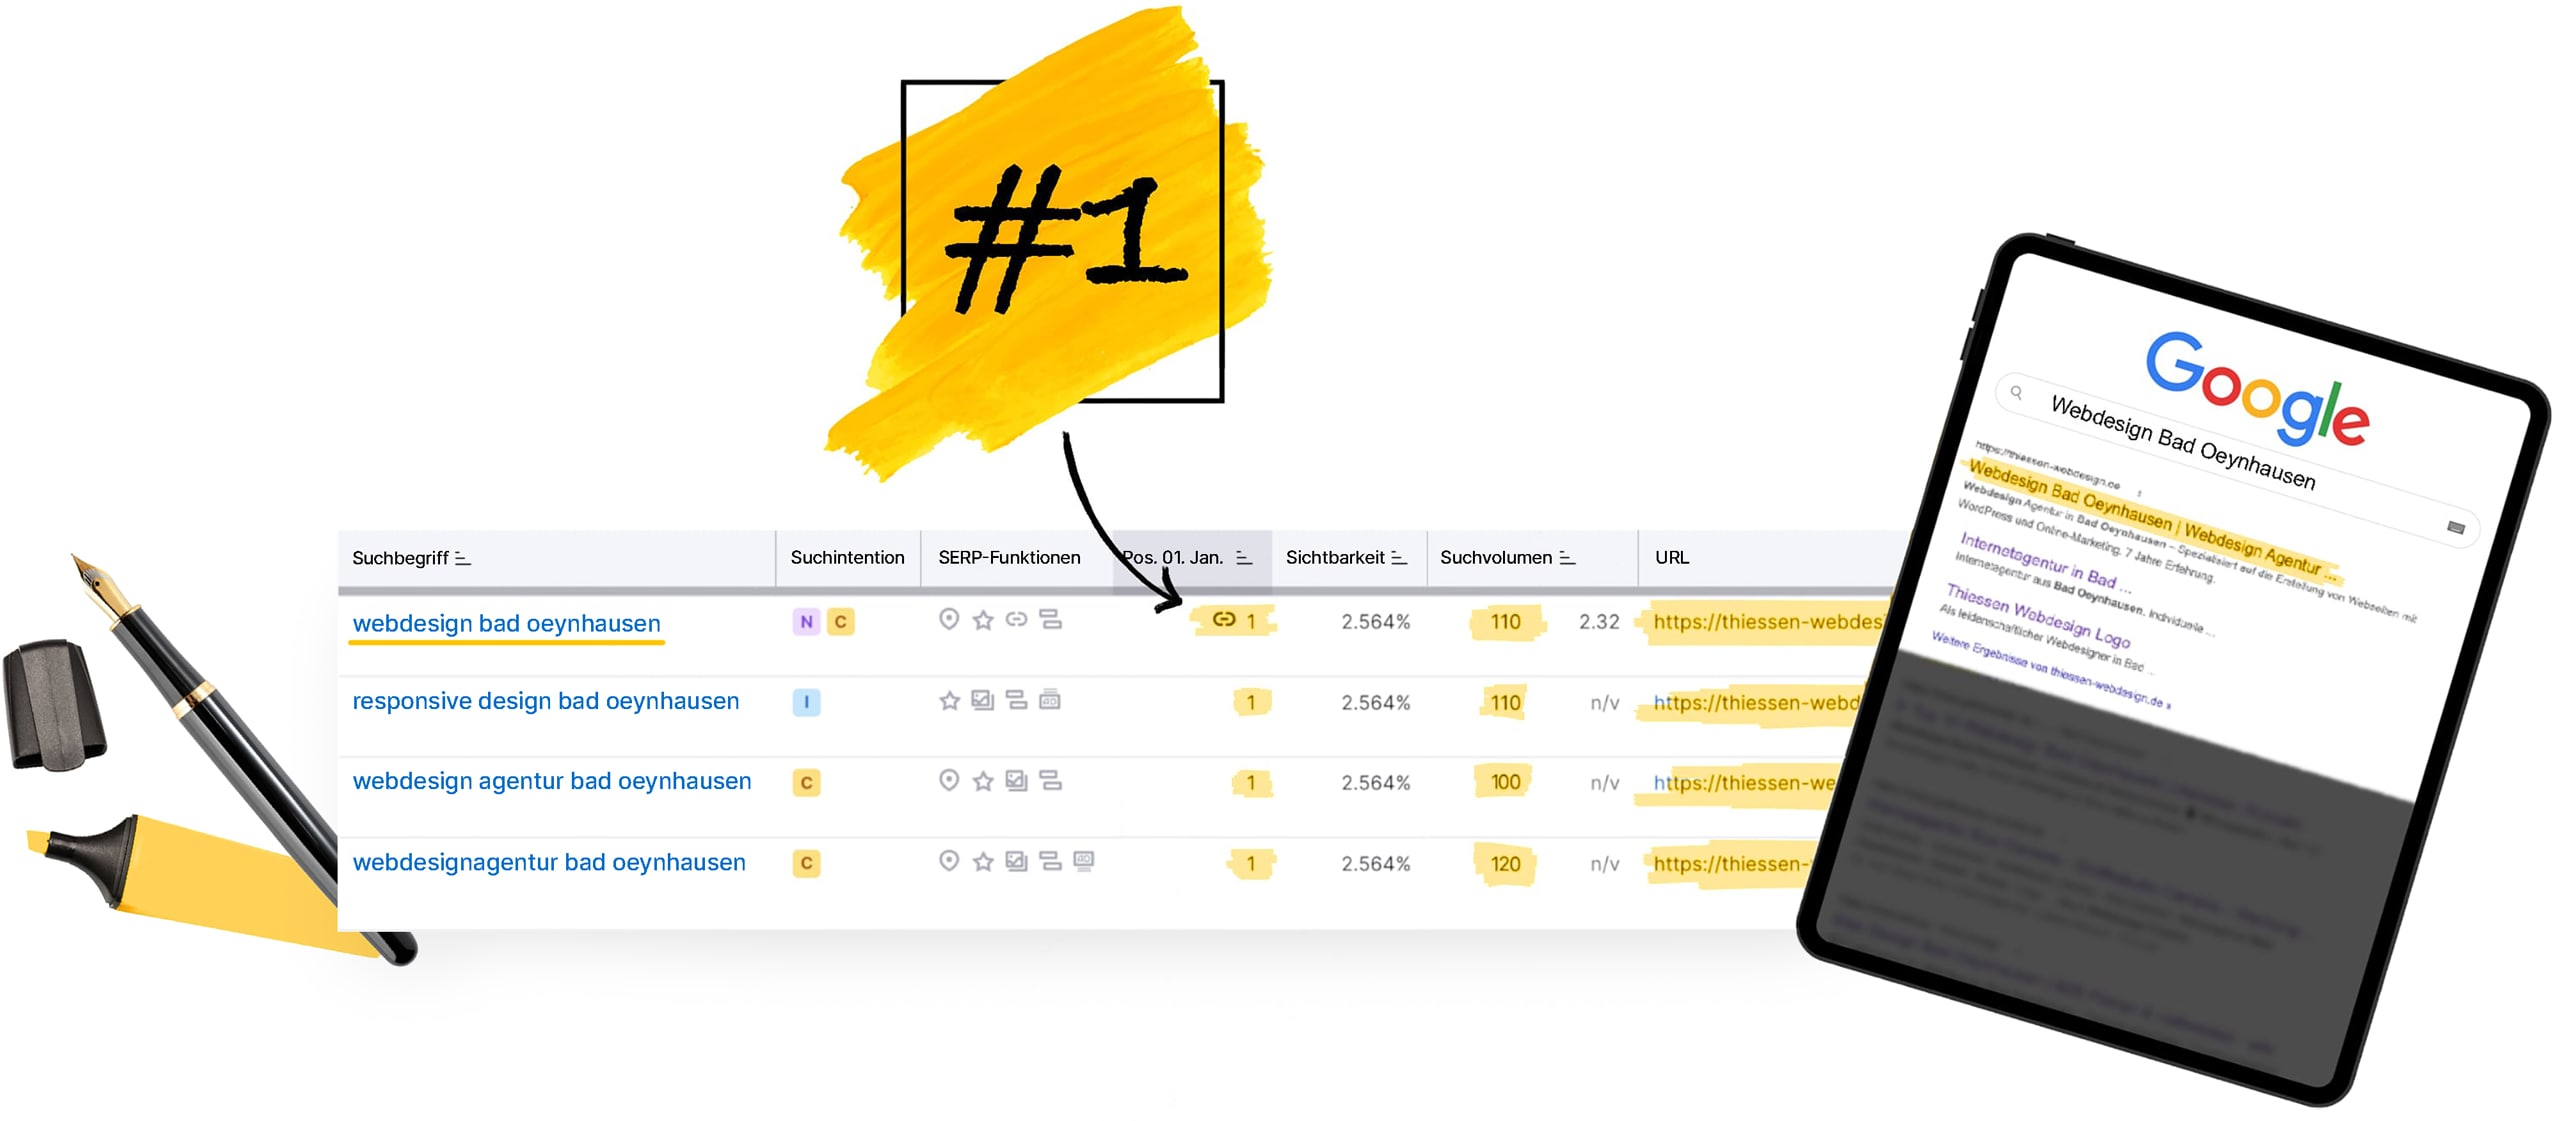 #1
Suchbegriff Suchintention SERP-Funktionen Pos. 01. Jan. Sichtbarkeit Suchvolumen URL
webdesign bad oeynhausen N C 1 2.564% 110 2.32 https://thiessen-webdesi
responsive design bad oeynhausen I 1 2.564% 110 n/v https://thiessen-webd
webdesign agentur bad oeynhausen C 1 2.564% 100 n/v https://thiessen-we
webdesignagentur bad oeynhausen C 1 2.564% 120 n/v https://thiessen-
Google
Webdesign Bad Oeynhausen
https://thiessen-webdesign.de
Webdesign Bad Oeynhausen | Webdesign Agentur ...
Webdesign Agentur in Bad Oeynhausen – Spezialisiert auf die Erstellung von Webseiten mit
WordPress und Online-Marketing. 7 Jahre Erfahrung.
Internetagentur in Bad ...
Internetagentur aus Bad Oeynhausen. Individuelle ...
Thiessen Webdesign Logo
Als leidenschaftlicher Webdesigner in Bad ...
Weitere Ergebnisse von thiessen-webdesign.de »